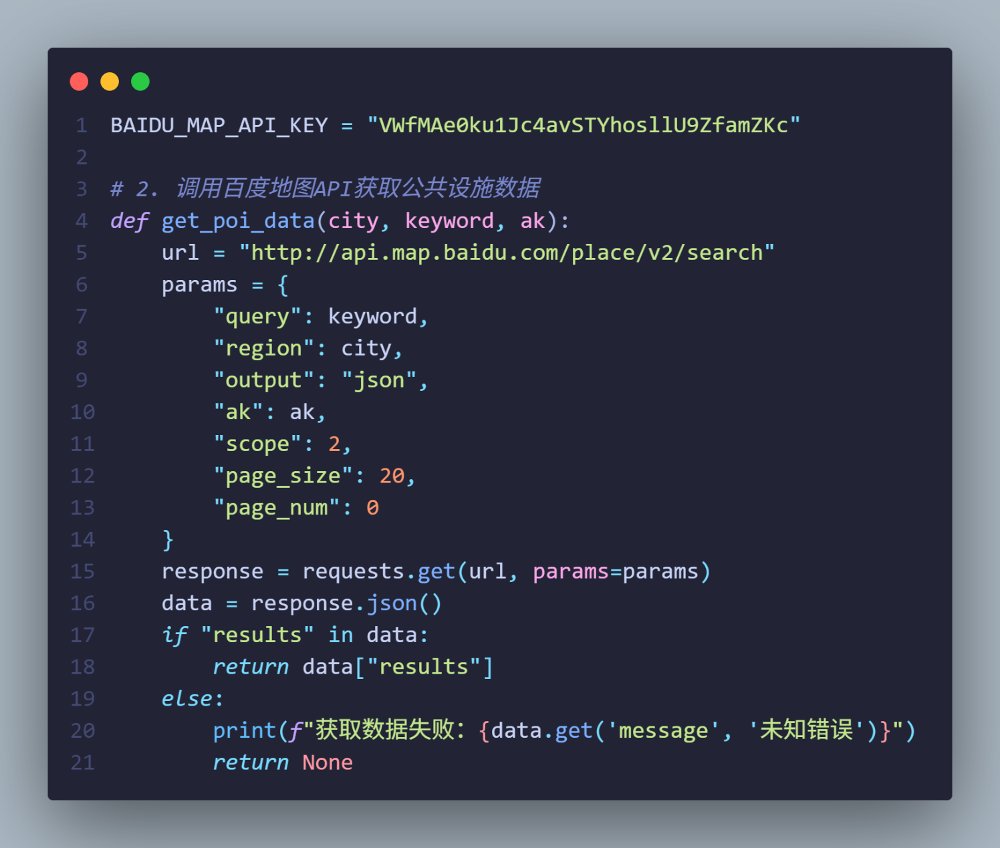 1 BAIDU_MAP_API_KEY = "VWfMAe0ku1Jc4avSTYhosllU9ZfamZKc"
2
3 # 2. 调用百度地图API获取公共设施数据
4 def get_poi_data(city, keyword, ak):
5     url = "http://api.map.baidu.com/place/v2/search"
6     params = {
7         "query": keyword,
8         "region": city,
9         "output": "json",
10         "ak": ak,
11         "scope": 2,
12         "page_size": 20,
13         "page_num": 0
14     }
15     response = requests.get(url, params=params)
16     data = response.json()
17     if "results" in data:
18         return data["results"]
19     else:
20         print(f"获取数据失败: {data.get('message', '未知错误')}")
21         return None